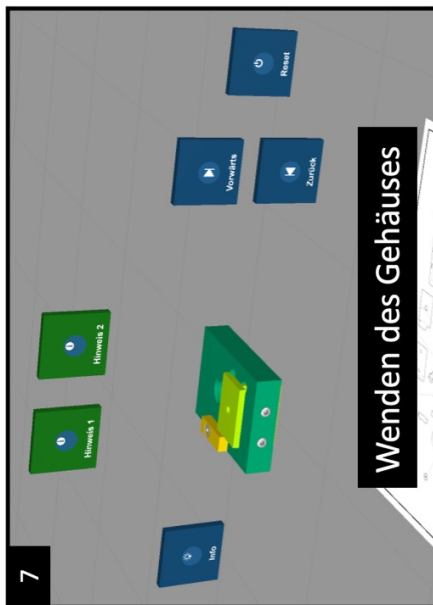 7
Hinweis 1
Hinweis 2
Info
Vorwärts
Zurück
Reset
Wenden des Gehäuses